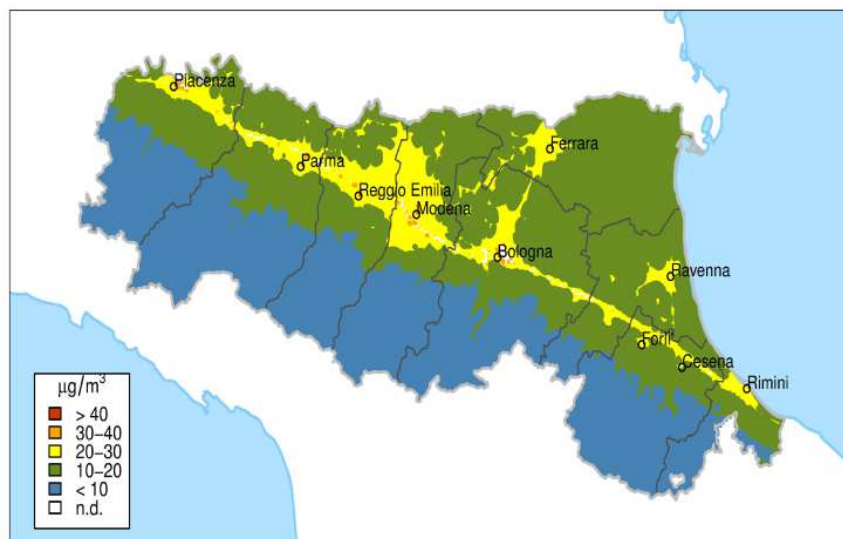 Piacenza
Ferrara
Parma
Reggio Emilia
Modena
Bologna
Ravenna
Forlì
Cesena
Rimini
µg/m³
> 40
30–40
20–30
10–20
< 10
n.d.